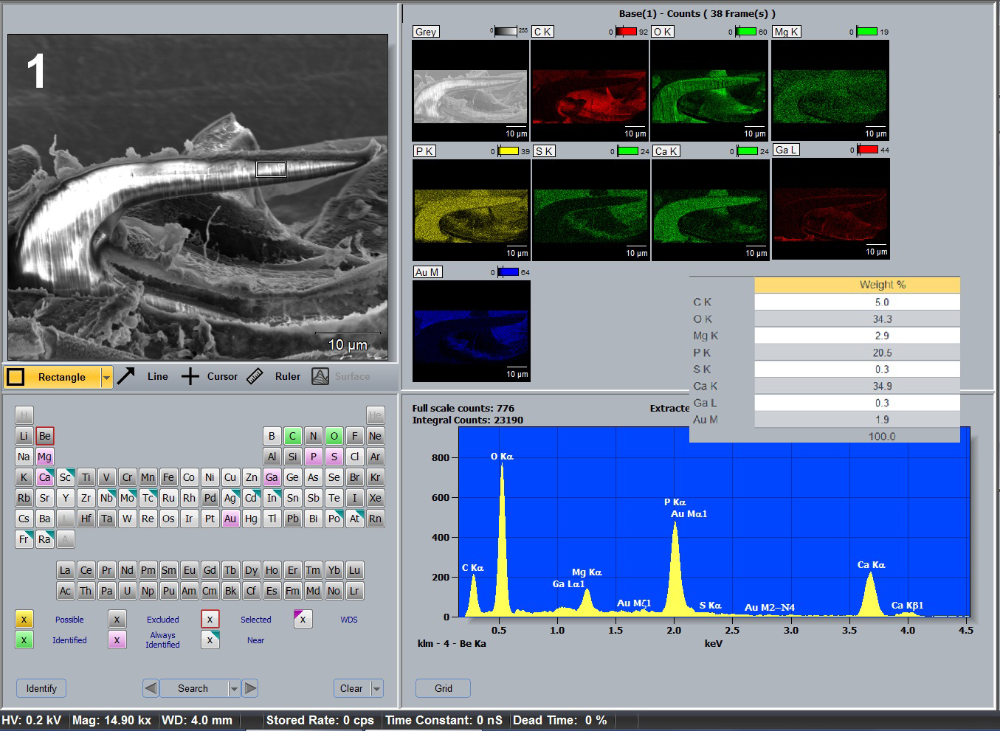 Base(1) - Counts ( 38 Frame(s) )
1
10 µm
Grey 0 255
C K 0 92
O K 0 60
Mg K 0 19
10 µm 10 µm 10 µm 10 µm
P K 0 39
S K 0 24
Ca K 0 24
Ga L 0 44
10 µm 10 µm 10 µm 10 µm
Au M 0 64
10 µm
Weight %
C K 5.0
O K 34.3
Mg K 2.9
P K 20.5
S K 0.3
Ca K 34.9
Ga L 0.3
Au M 1.9
100.0
Rectangle Line Cursor Ruler Surface
H He
Li Be B C N O F Ne
Na Mg Al Si P S Cl Ar
K Ca Sc Ti V Cr Mn Fe Co Ni Cu Zn Ga Ge As Se Br Kr
Rb Sr Y Zr Nb Mo Tc Ru Rh Pd Ag Cd In Sn Sb Te I Xe
Cs Ba L Hf Ta W Re Os Ir Pt Au Hg Tl Pb Bi Po At Rn
Fr Ra A
La Ce Pr Nd Pm Sm Eu Gd Tb Dy Ho Er Tm Yb Lu
Ac Th Pa U Np Pu Am Cm Bk Cf Es Fm Md No Lr
X Possible X Excluded X Selected X WDS
X Identified X Always Identified X Near
Identify Search Clear
Full scale counts: 776 Extracte
Integral Counts: 23190
800
600
400
200
0
O Kα
P Kα
Au Mα1
C Kα
Mg Kα
Ga Lα1
Ca Kα
Au Mζ1
S Kα
Au M2–N4
Ca Kβ1
0.5 1.0 1.5 2.0 2.5 3.0 3.5 4.0 4.5
klm - 4 - Be Ka keV
Grid
HV: 0.2 kV Mag: 14.90 kx WD: 4.0 mm Stored Rate: 0 cps Time Constant: 0 nS Dead Time: 0 %